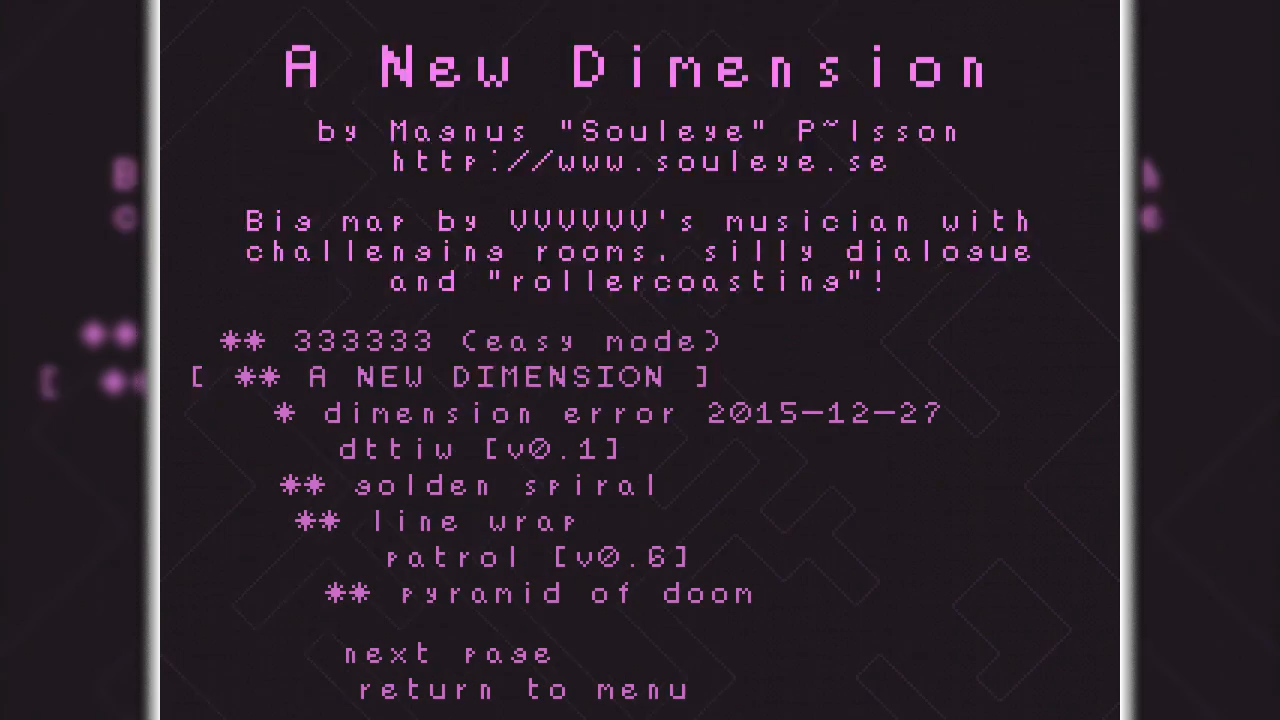 A New Dimension
by Magnus "Souleye" P~lsson
http://www.souleye.se
Big map by VVVVVV's musician with
challenging rooms, silly dialogue
and "rollercoasting"!
** 333333 (easy mode)
[ ** A NEW DIMENSION ]
* dimension error 2015-12-27
dttiw [v0.1]
** golden spiral
** line wrap
patrol [v0.6]
** pyramid of doom
next page
return to menu